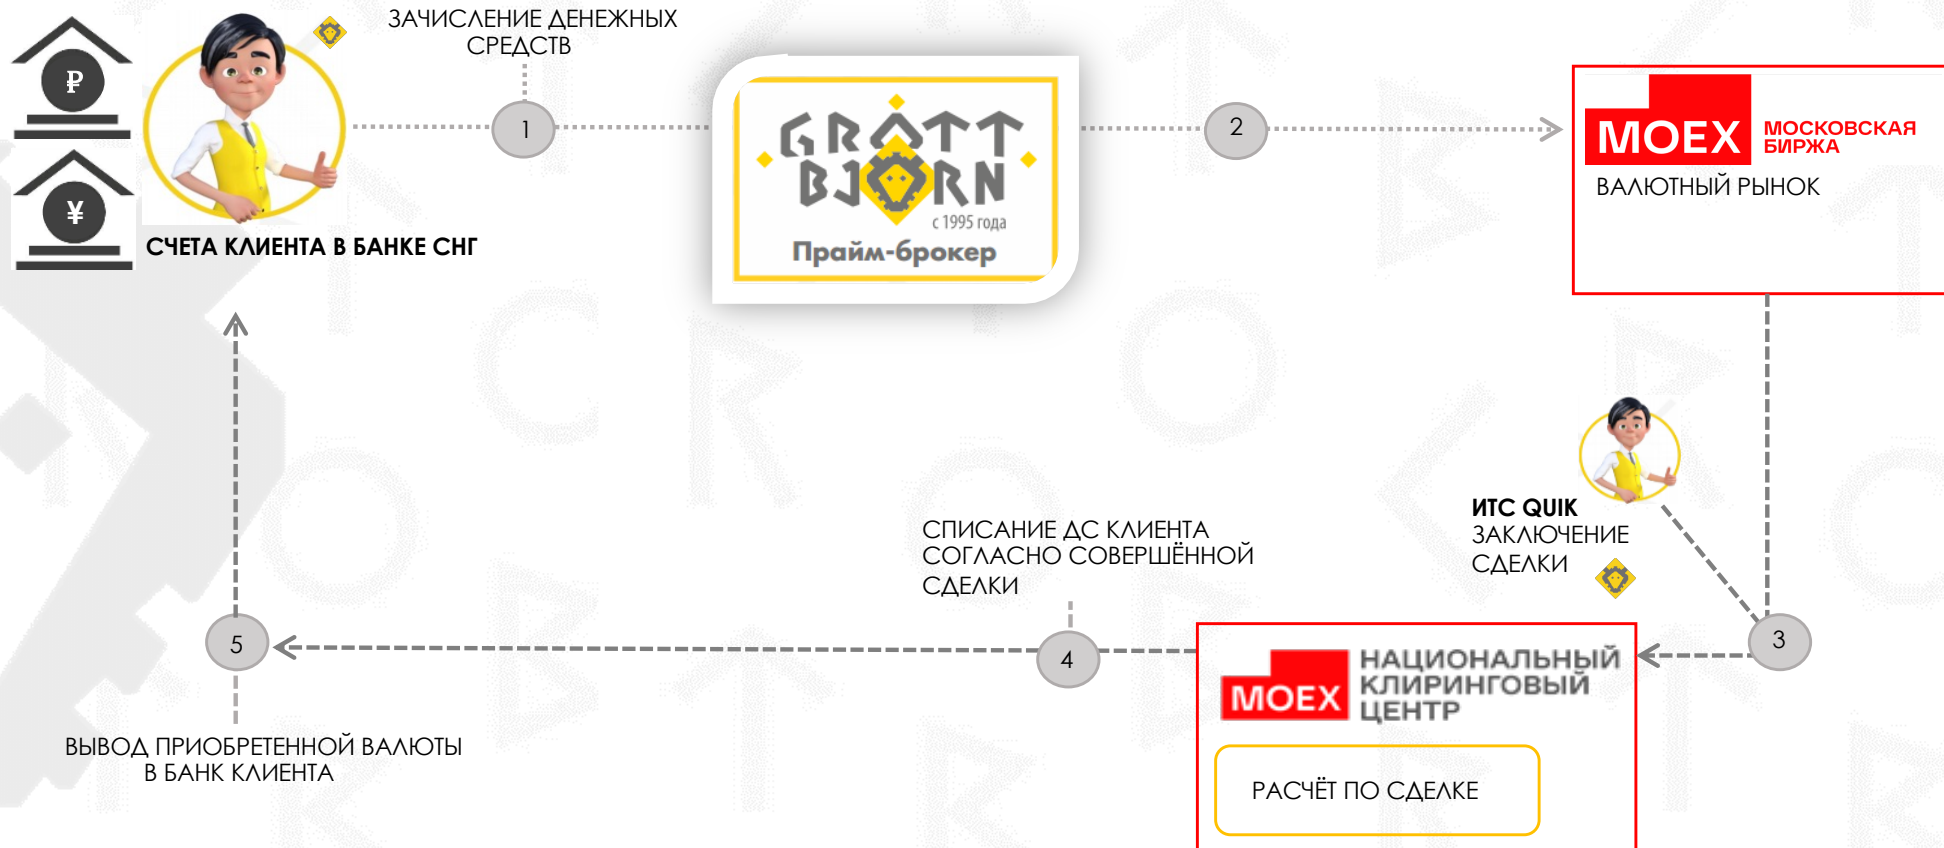 ЗАЧИСЛЕНИЕ ДЕНЕЖНЫХ
СРЕДСТВ
₽
¥
СЧЕТА КЛИЕНТА В БАНКЕ СНГ
1
GROTT
BJORN
с 1995 года
Прайм-брокер
2
MOEX
МОСКОВСКАЯ
БИРЖА
ВАЛЮТНЫЙ РЫНОК
ИТС QUIK
ЗАКЛЮЧЕНИЕ
СДЕЛКИ
3
СПИСАНИЕ ДС КЛИЕНТА
СОГЛАСНО СОВЕРШЁННОЙ
СДЕЛКИ
4
MOEX
НАЦИОНАЛЬНЫЙ
КЛИРИНГОВЫЙ
ЦЕНТР
РАСЧЁТ ПО СДЕЛКЕ
5
ВЫВОД ПРИОБРЕТЕННОЙ ВАЛЮТЫ
В БАНК КЛИЕНТА